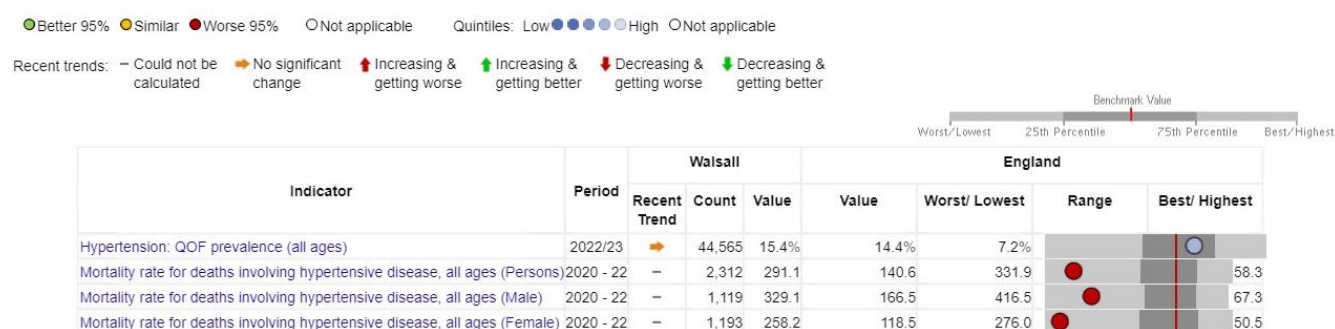 Better 95% Similar Worse 95% Not applicable Quintiles: Low High Not applicable
Recent trends: – Could not be calculated No significant change Increasing & getting worse Increasing & getting better Decreasing & getting worse Decreasing & getting better
Benchmark Value
Worst/Lowest 25th Percentile 75th Percentile Best/Highest
Indicator Period Walsall England
Recent Trend Count Value Value Worst/ Lowest Range Best/ Highest
Hypertension: QOF prevalence (all ages) 2022/23 44,565 15.4% 14.4% 7.2%
Mortality rate for deaths involving hypertensive disease, all ages (Persons) 2020 - 22 – 2,312 291.1 140.6 331.9 58.3
Mortality rate for deaths involving hypertensive disease, all ages (Male) 2020 - 22 – 1,119 329.1 166.5 416.5 67.3
Mortality rate for deaths involving hypertensive disease, all ages (Female) 2020 - 22 – 1,193 258.2 118.5 276.0 50.5